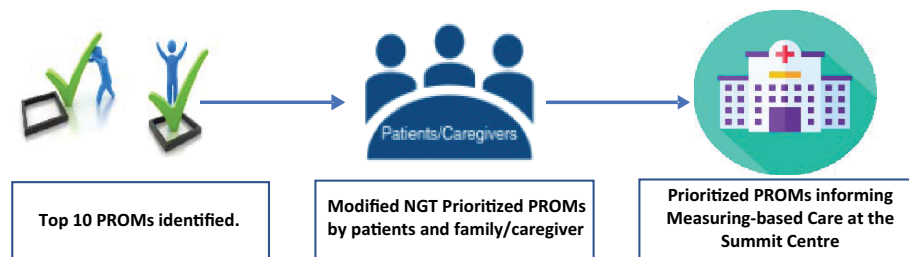 Patients/Caregivers
Top 10 PROMs identified.
Modified NGT Prioritized PROMs
by patients and family/caregiver
Prioritized PROMs informing
Measuring-based Care at the
Summit Centre